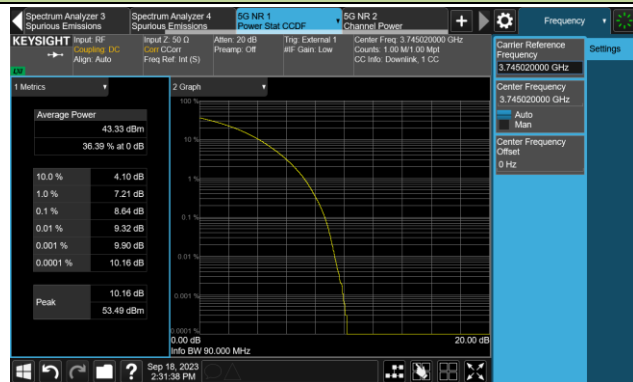 Spectrum Analyzer 3
Spurious Emissions
Spectrum Analyzer 4
Spurious Emissions
5G NR 1
Power Stat CCDF
5G NR 2
Channel Power
+
Frequency
KEYSIGHT
Input: RF
Coupling: DC
Align: Auto
Input Z: 50 Ω
Corr CCorr
Freq Ref: Int (S)
Atten: 20 dB
Preamp: Off
Trig: External 1
#IF Gain: Low
Center Freq: 3.745020000 GHz
Counts: 1.00 M/1.00 Mpt
CC Info: Downlink, 1 CC
Carrier Reference
Frequency
3.745020000 GHz
Settings
Center Frequency
3.745020000 GHz
Auto
Man
Center Frequency
Offset
0 Hz
1 Metrics
Average Power
43.33 dBm
36.39 % at 0 dB
10.0 % 4.10 dB
1.0 % 7.21 dB
0.1 % 8.64 dB
0.01 % 9.32 dB
0.001 % 9.90 dB
0.0001 % 10.16 dB
Peak
10.16 dB
53.49 dBm
2 Graph
100 %
10 %
1 %
0.1 %
0.01 %
0.001 %
0.0001 %
0.00 dB 20.00 dB
Info BW 90.000 MHz
?
Sep 18, 2023
2:31:38 PM